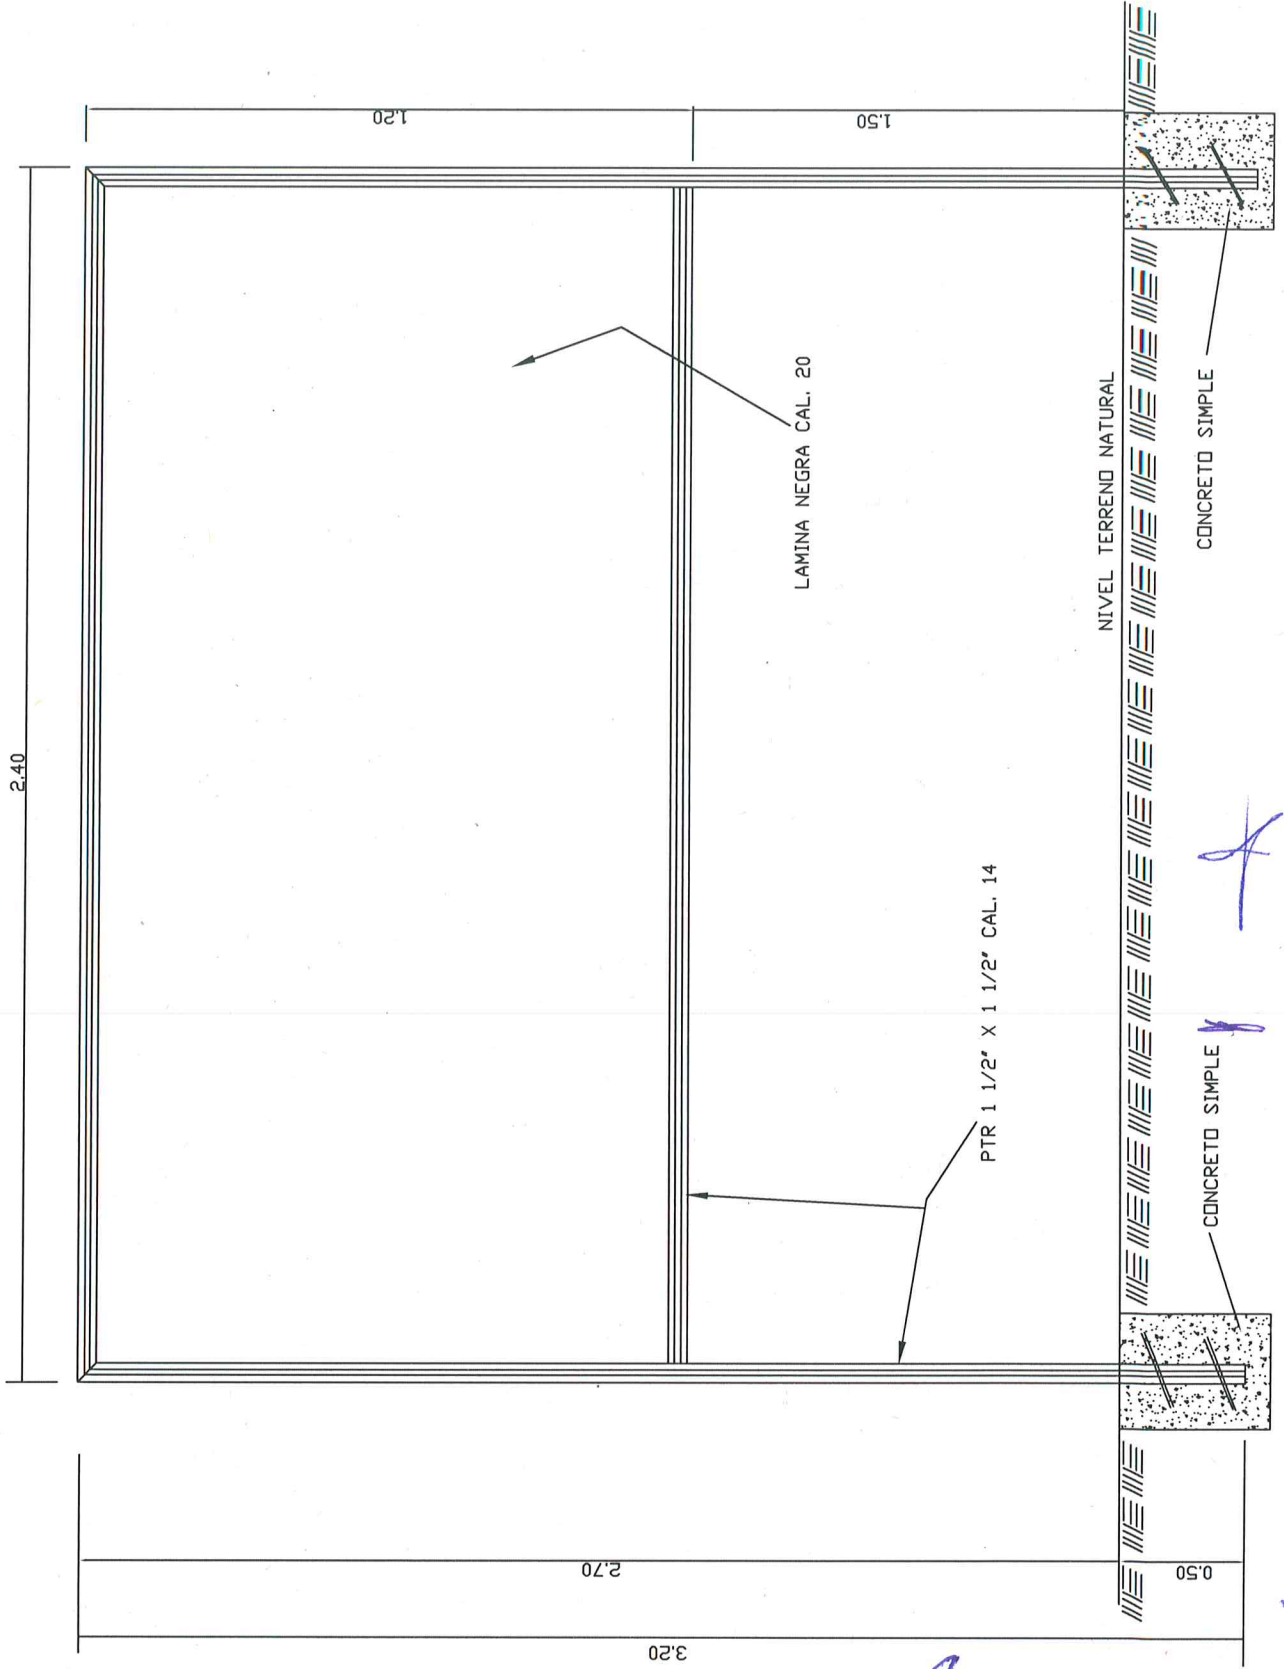 2.40
1.20
1.50
LAMINA NEGRA CAL. 20
PTR 1 1/2" X 1 1/2" CAL. 14
NIVEL TERRENO NATURAL
CONCRETO SIMPLE
CONCRETO SIMPLE
2.70
0.50
3.20